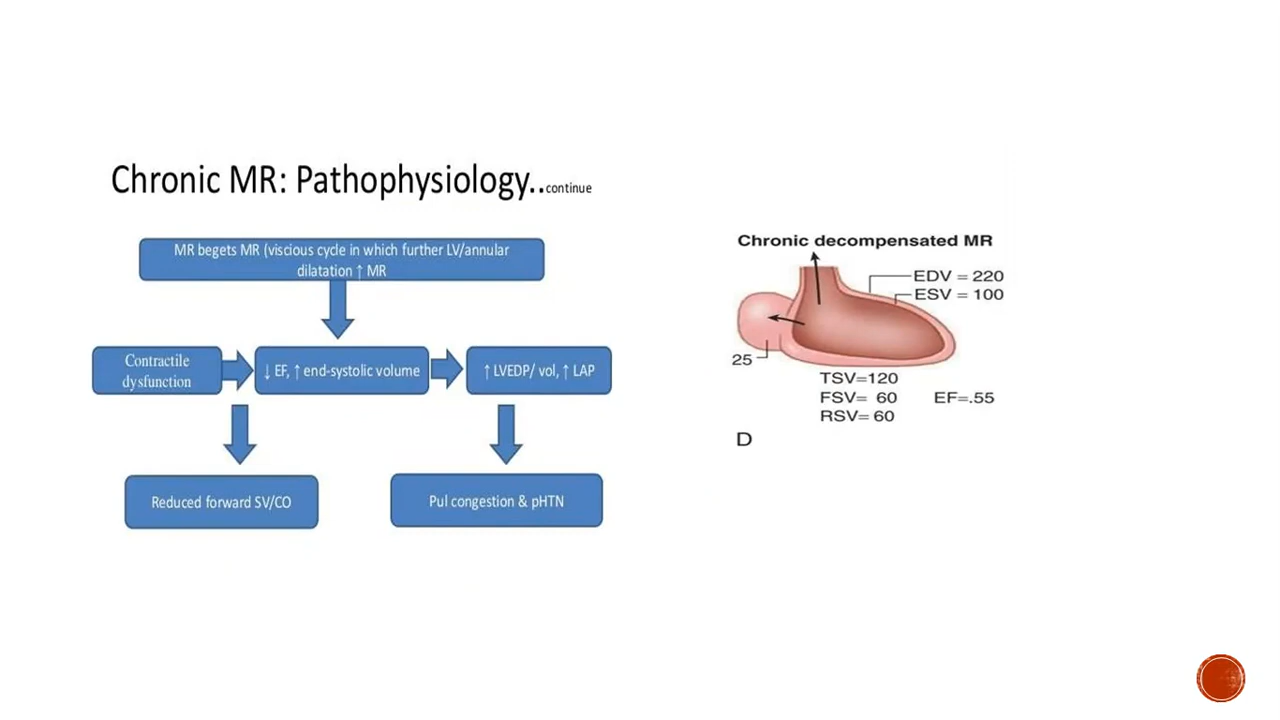 Chronic MR: Pathophysiology..continue
MR begets MR (viscious cycle in which further LV/annular
dilatation ↑ MR
Contractile
dysfunction
↓ EF, ↑ end-systolic volume
↑ LVEDP/ vol, ↑ LAP
Reduced forward SV/CO
Pul congestion & pHTN
Chronic decompensated MR
EDV = 220
ESV = 100
25
TSV=120
FSV= 60 EF=.55
RSV= 60
D